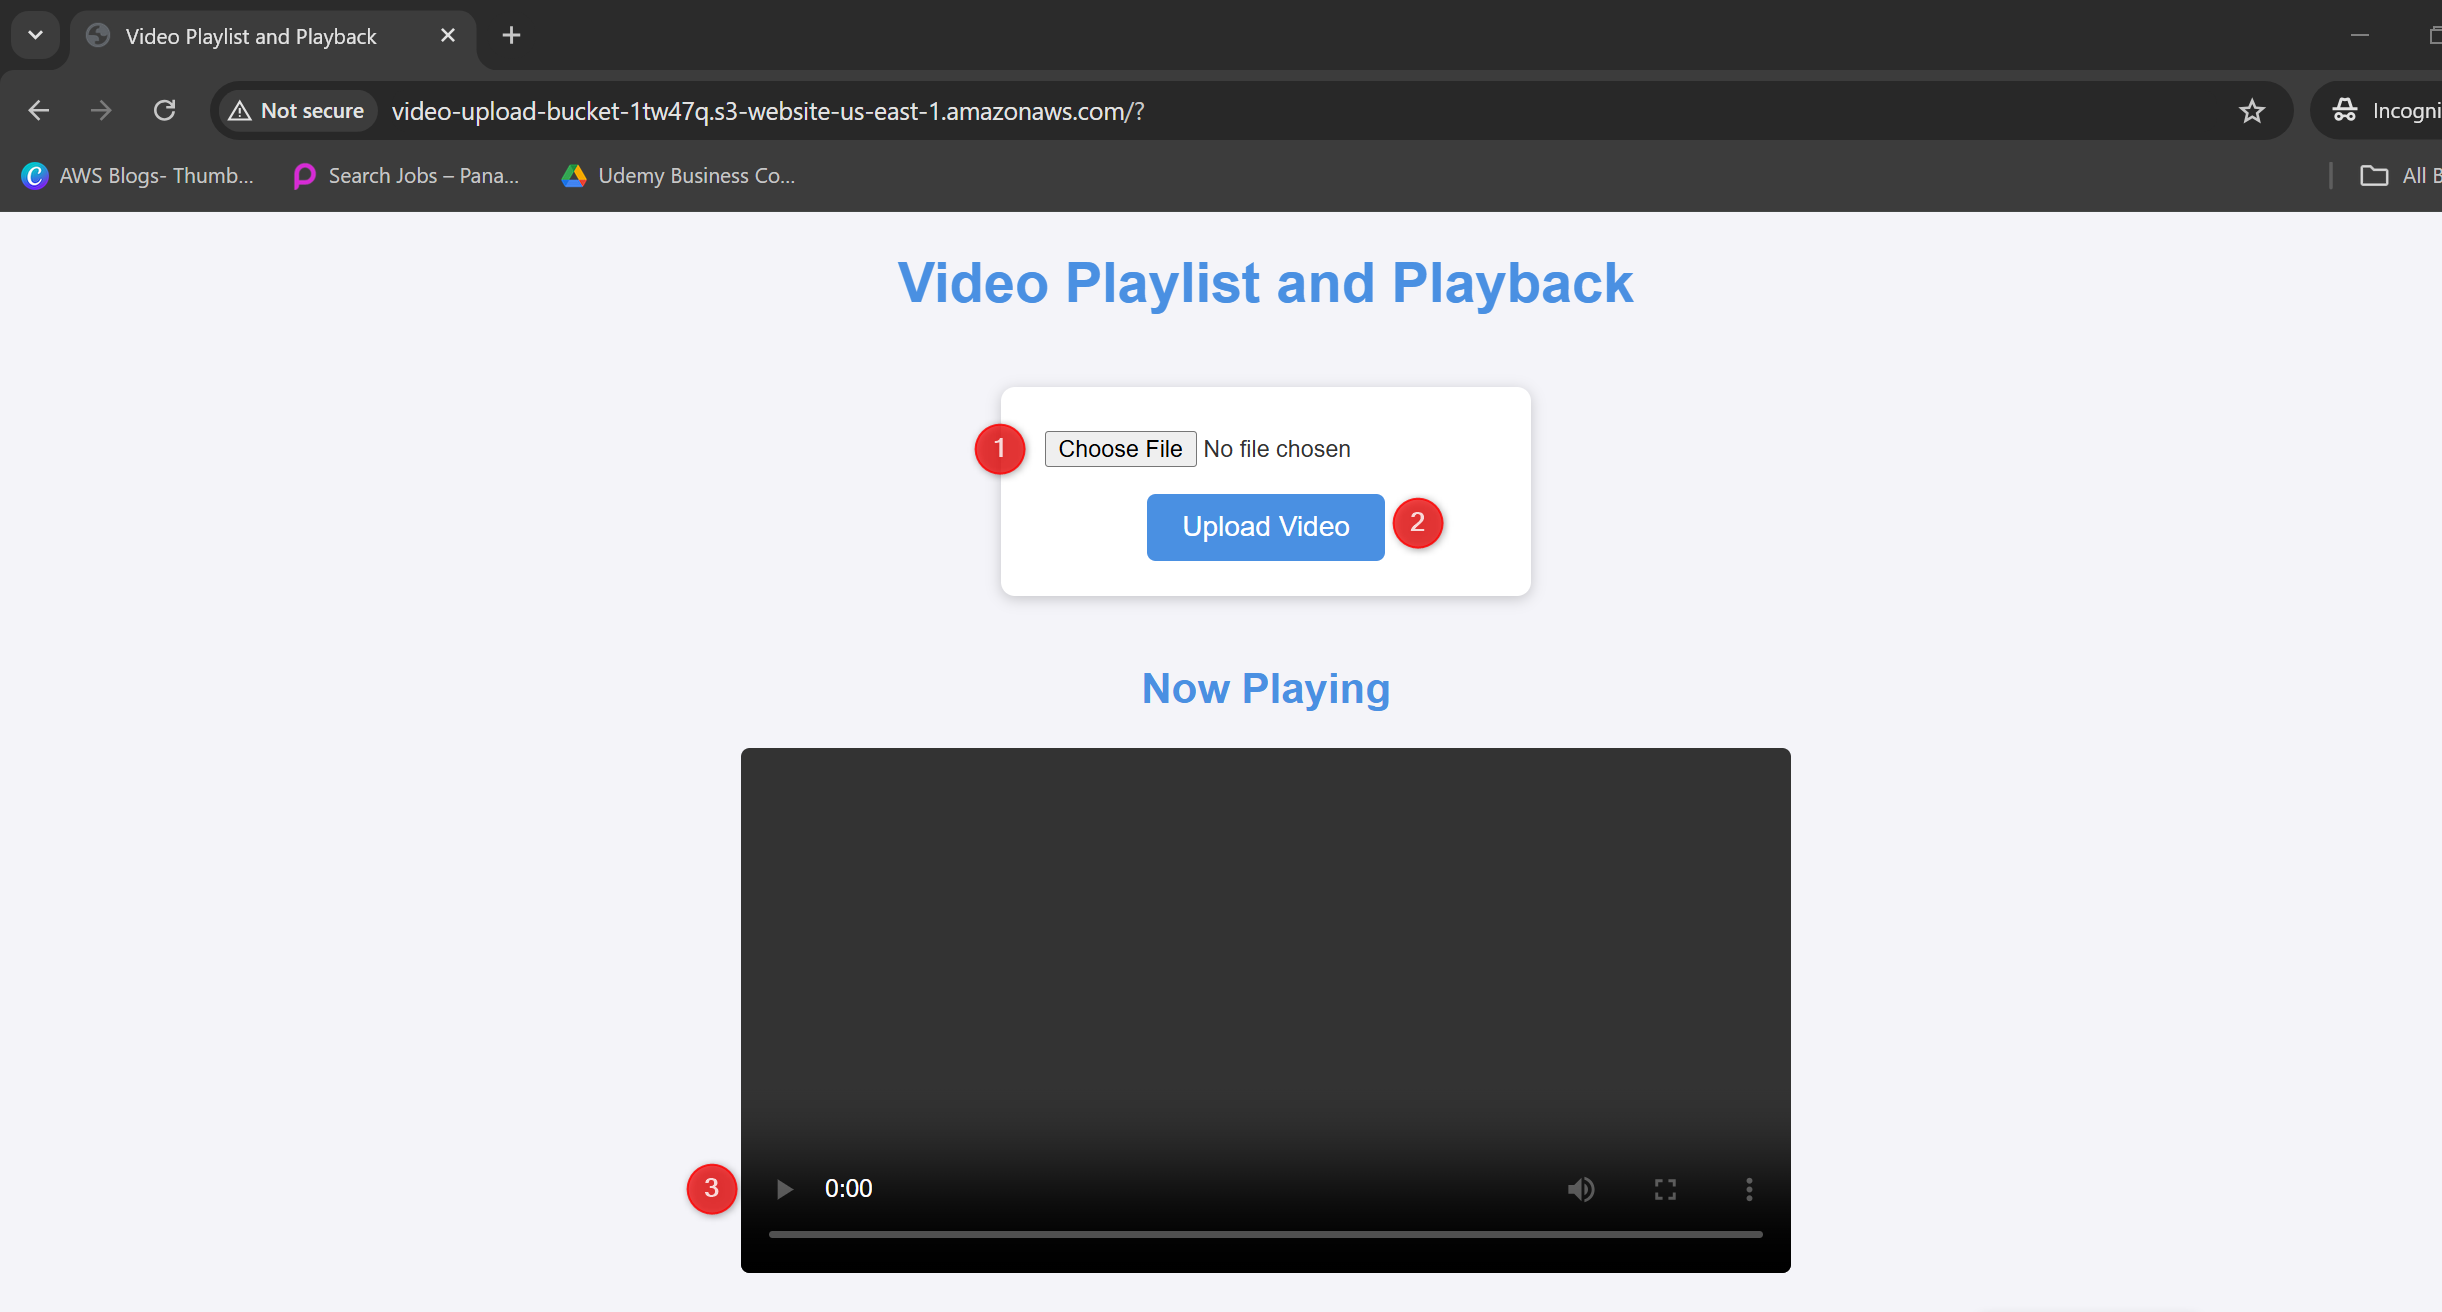 Video Playlist and Playback
Not secure video-upload-bucket-1tw47q.s3-website-us-east-1.amazonaws.com/? Incogni
AWS Blogs- Thumb... Search Jobs – Pana... Udemy Business Co... All B
Video Playlist and Playback
1 Choose File No file chosen
Upload Video 2
Now Playing
3 0:00